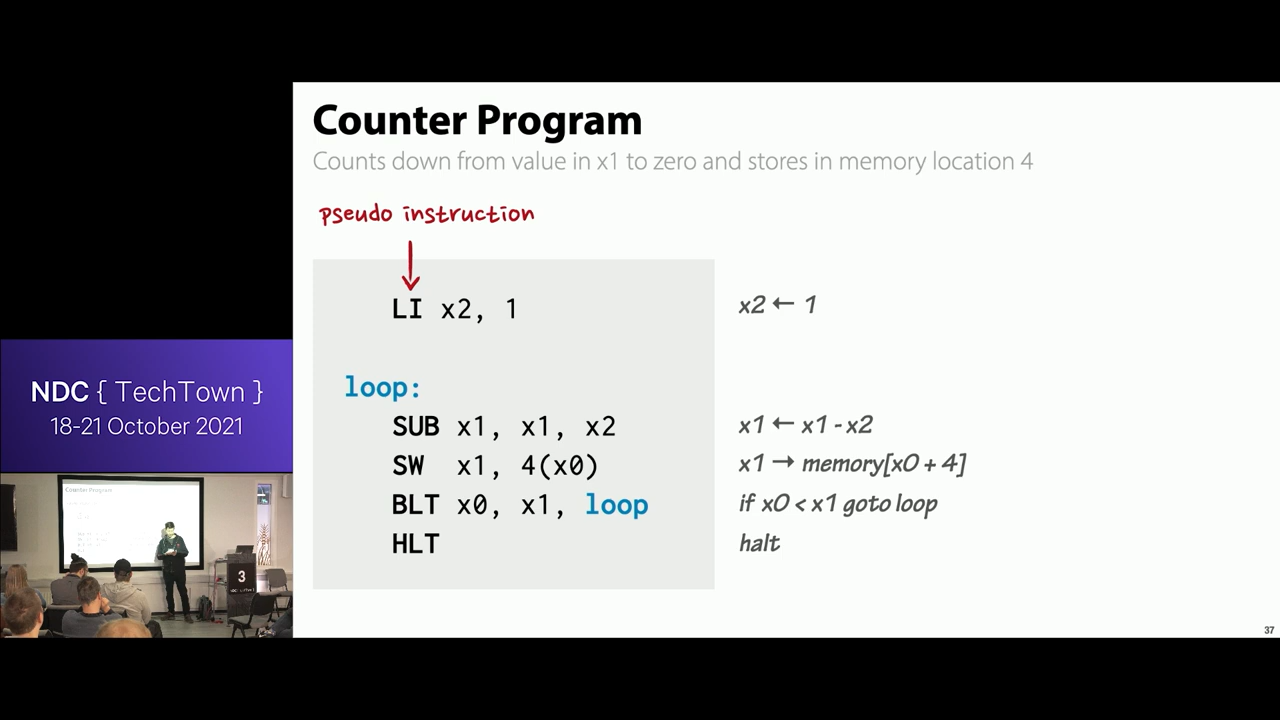 Counter Program
Counts down from value in x1 to zero and stores in memory location 4
pseudo instruction
LI x2, 1
x2 ← 1
loop:
SUB x1, x1, x2
x1 ← x1 - x2
SW x1, 4(x0)
x1 → memory[x0 + 4]
BLT x0, x1, loop
if x0 < x1 goto loop
HLT
halt
37
NDC { TechTown }
18-21 October 2021
Counter Program
3